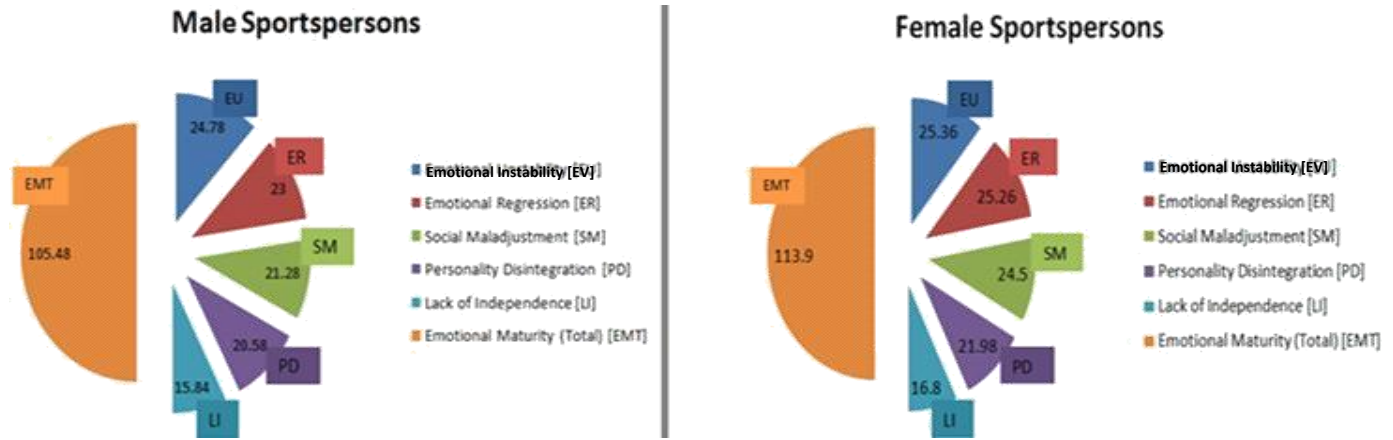 Male Sportspersons
EU
24.78
ER
23
EMT
SM
105.48
21.28
20.58
PD
15.84
LI
Emotional Instability [EV]
Emotional Regression [ER]
Social Maladjustment [SM]
Personality Disintegration [PD]
Lack of Independence [LI]
Emotional Maturity (Total) [EMT]
Female Sportspersons
EU
25.36
ER
25.26
EMT
SM
113.9
24.5
21.98
PD
16.8
LI
Emotional Instability [EV]
Emotional Regression [ER]
Social Maladjustment [SM]
Personality Disintegration [PD]
Lack of Independence [LI]
Emotional Maturity (Total) [EMT]